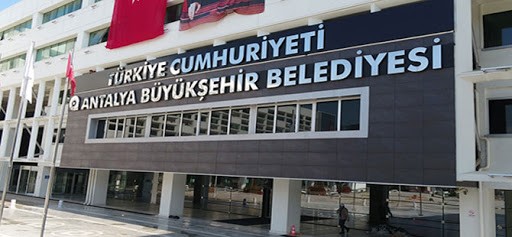 TÜRKİYE CUMHURİYETİ
ANTALYA BÜYÜKŞEHİR BELEDİYESİ